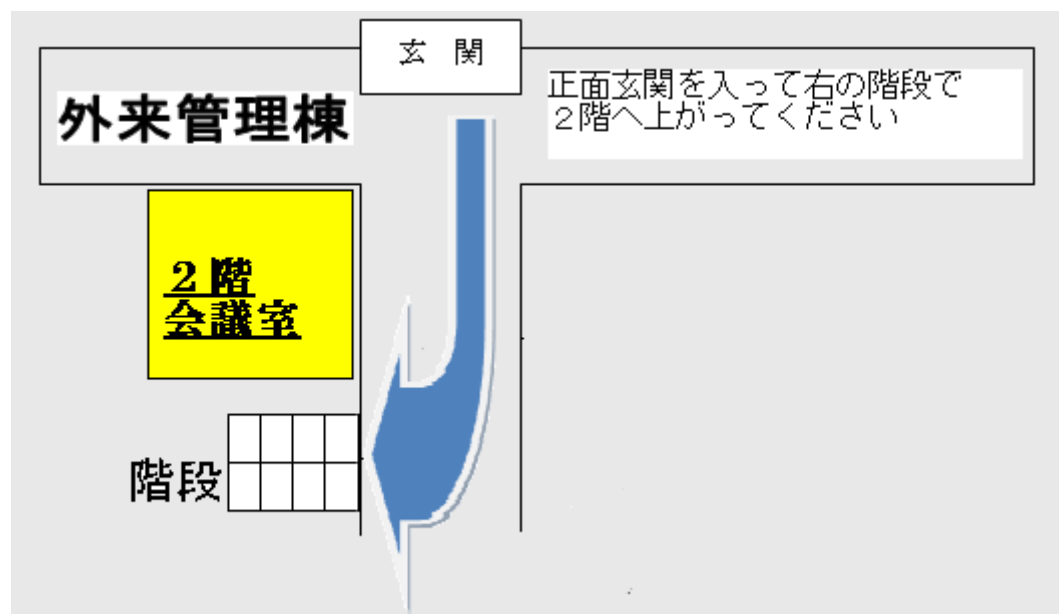 玄 関
外来管理棟
正面玄関を入って右の階段で
２階へ上がってください
２階
会議室
階段